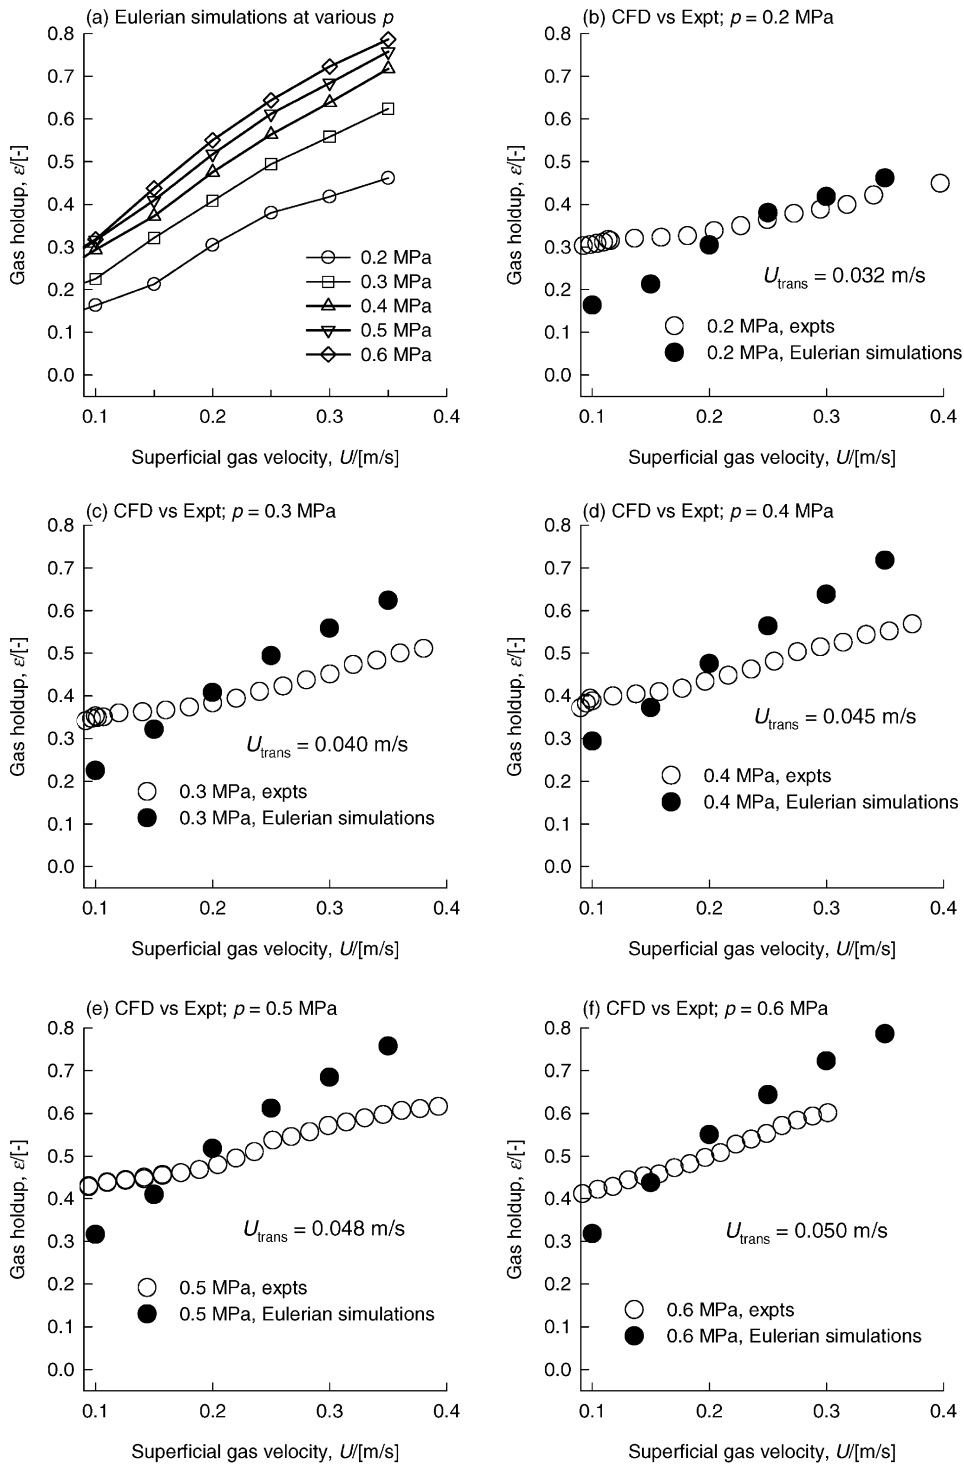 (a) Eulerian simulations at various p
0.8
0.7
0.6
0.5
0.4
0.3
0.2
0.1
0.0
Gas holdup, ε/[-]
0.2 MPa
0.3 MPa
0.4 MPa
0.5 MPa
0.6 MPa
0.1 0.2 0.3 0.4
Superficial gas velocity, U/[m/s]
(b) CFD vs Expt; p = 0.2 MPa
0.8
0.7
0.6
0.5
0.4
0.3
0.2
0.1
0.0
Gas holdup, ε/[-]
Utrans = 0.032 m/s
0.2 MPa, expts
0.2 MPa, Eulerian simulations
0.1 0.2 0.3 0.4
Superficial gas velocity, U/[m/s]
(c) CFD vs Expt; p = 0.3 MPa
0.8
0.7
0.6
0.5
0.4
0.3
0.2
0.1
0.0
Gas holdup, ε/[-]
Utrans = 0.040 m/s
0.3 MPa, expts
0.3 MPa, Eulerian simulations
0.1 0.2 0.3 0.4
Superficial gas velocity, U/[m/s]
(d) CFD vs Expt; p = 0.4 MPa
0.8
0.7
0.6
0.5
0.4
0.3
0.2
0.1
0.0
Gas holdup, ε/[-]
Utrans = 0.045 m/s
0.4 MPa, expts
0.4 MPa, Eulerian simulations
0.1 0.2 0.3 0.4
Superficial gas velocity, U/[m/s]
(e) CFD vs Expt; p = 0.5 MPa
0.8
0.7
0.6
0.5
0.4
0.3
0.2
0.1
0.0
Gas holdup, ε/[-]
Utrans = 0.048 m/s
0.5 MPa, expts
0.5 MPa, Eulerian simulations
0.1 0.2 0.3 0.4
Superficial gas velocity, U/[m/s]
(f) CFD vs Expt; p = 0.6 MPa
0.8
0.7
0.6
0.5
0.4
0.3
0.2
0.1
0.0
Gas holdup, ε/[-]
Utrans = 0.050 m/s
0.6 MPa, expts
0.6 MPa, Eulerian simulations
0.1 0.2 0.3 0.4
Superficial gas velocity, U/[m/s]